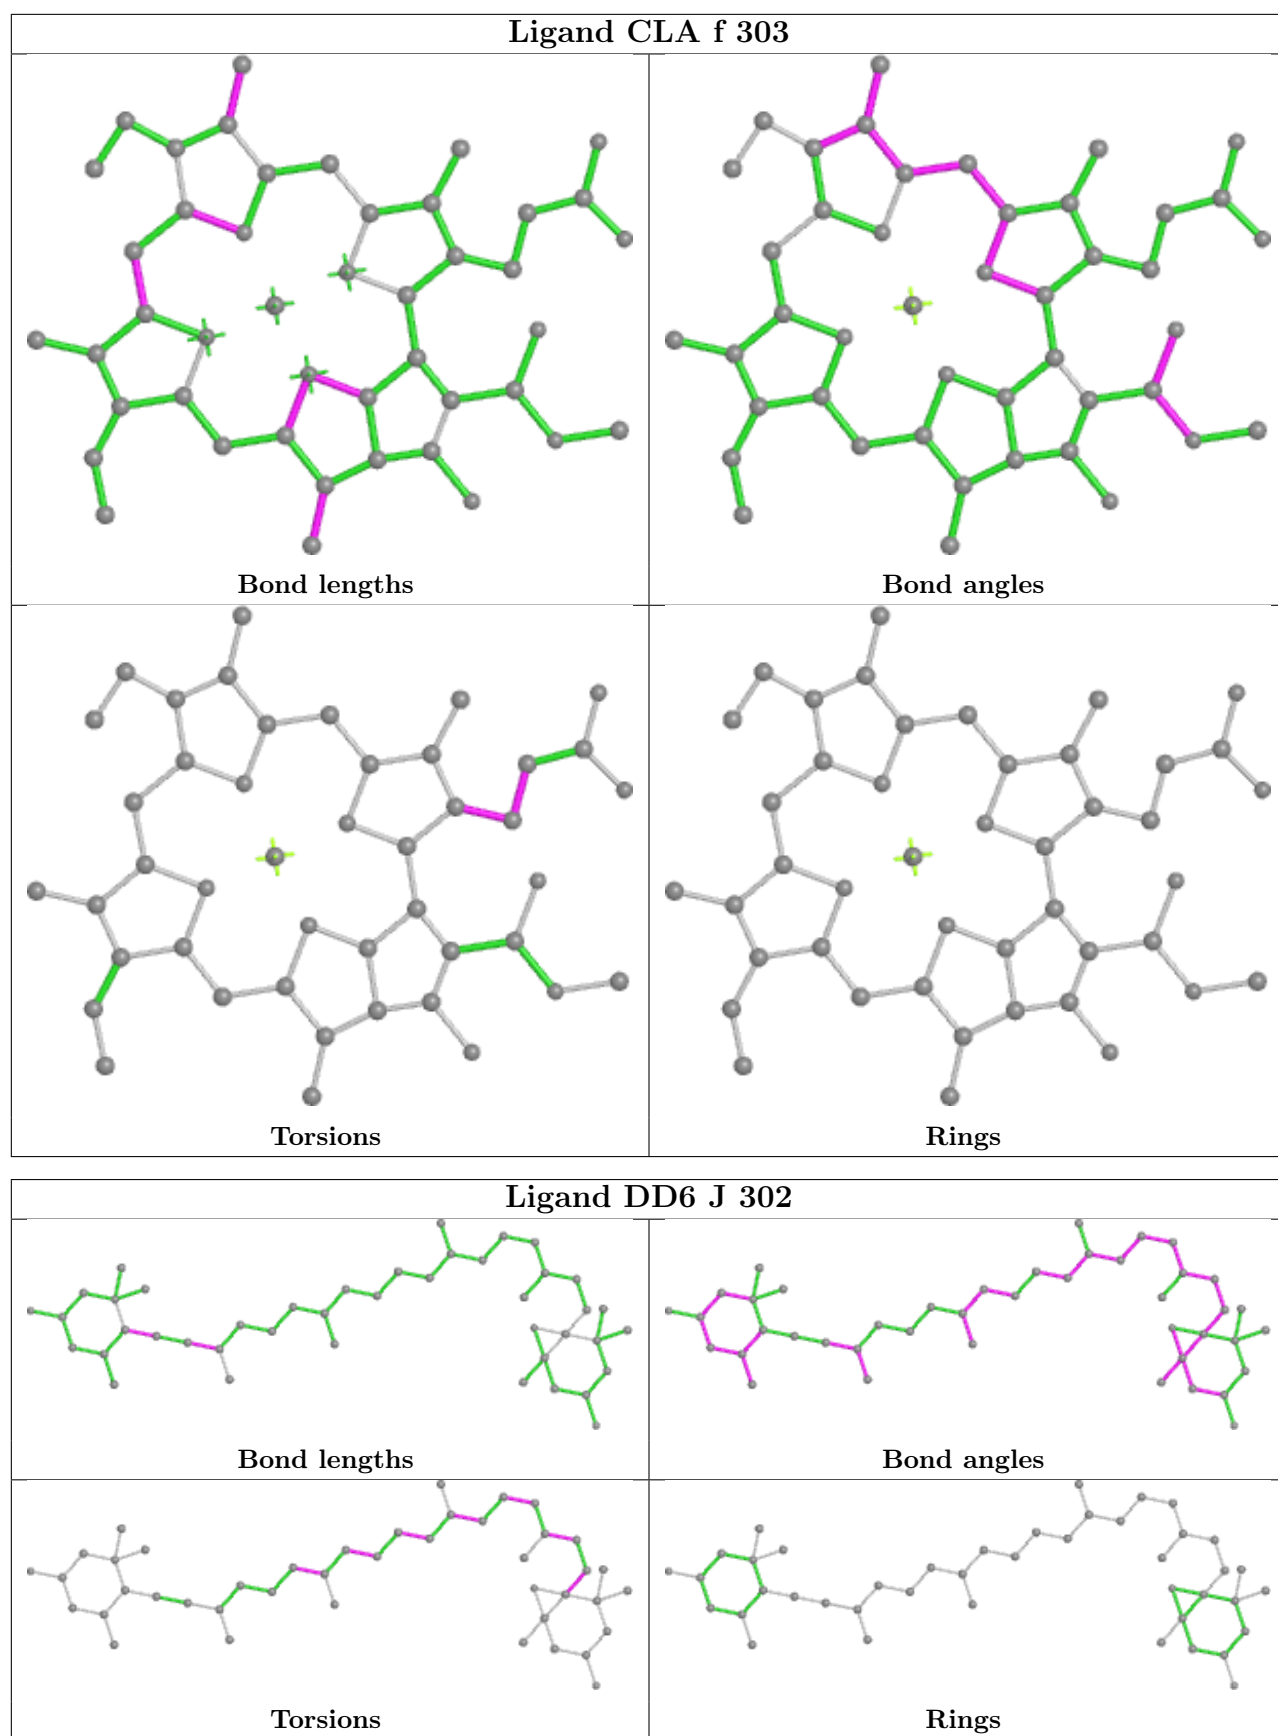 Ligand CLA f 303
Bond lengths
Bond angles
Torsions
Rings
Ligand DD6 J 302
Bond lengths
Bond angles
Torsions
Rings